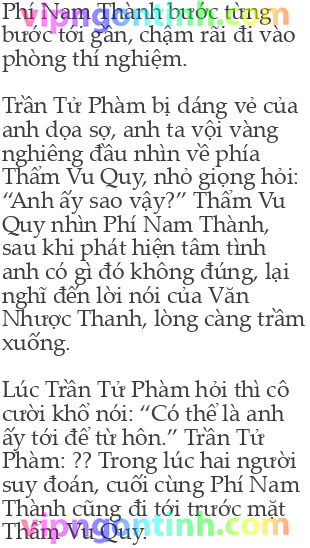 Phí Nam Thành bước từng
bước tới gần, chậm rãi đi vào
phòng thí nghiệm.
Trần Tử Phàm bị dáng vẻ của
anh dọa sợ, anh ta vội vàng
nghiêng đầu nhìn về phía
Thẩm Vu Quy, nhỏ giọng hỏi:
“Anh ấy sao vậy?” Thẩm Vu
Quy nhìn Phí Nam Thành,
sau khi phát hiện tâm tình
anh có gì đó không đúng, lại
nghĩ đến lời nói của Văn
Nhược Thanh, lòng càng trầm
xuống.
Lúc Trần Tử Phàm hỏi thì cô
cười khổ nói: “Có thể là anh
ấy tới để từ hôn.” Trần Tử
Phàm: ?? Trong lúc hai người
suy đoán, cuối cùng Phí Nam
Thành cũng đi tới trước mặt
Thẩm Vu Quy.
vipngontinh.com
vipngontinh.com